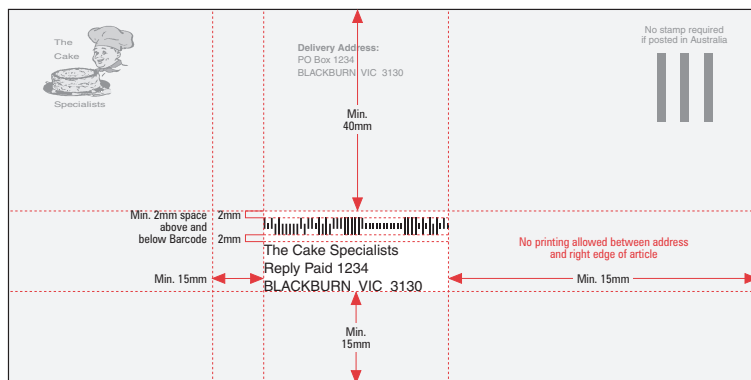 The
Cake
Specialists
Delivery Address:
PO Box 1234
BLACKBURN VIC 3130
No stamp required
if posted in Australia
Min.
40mm
Min. 2mm space
above and
below Barcode
2mm
2mm
The Cake Specialists
Reply Paid 1234
BLACKBURN VIC 3130
No printing allowed between address
and right edge of article
Min. 15mm
Min. 15mm
Min.
15mm